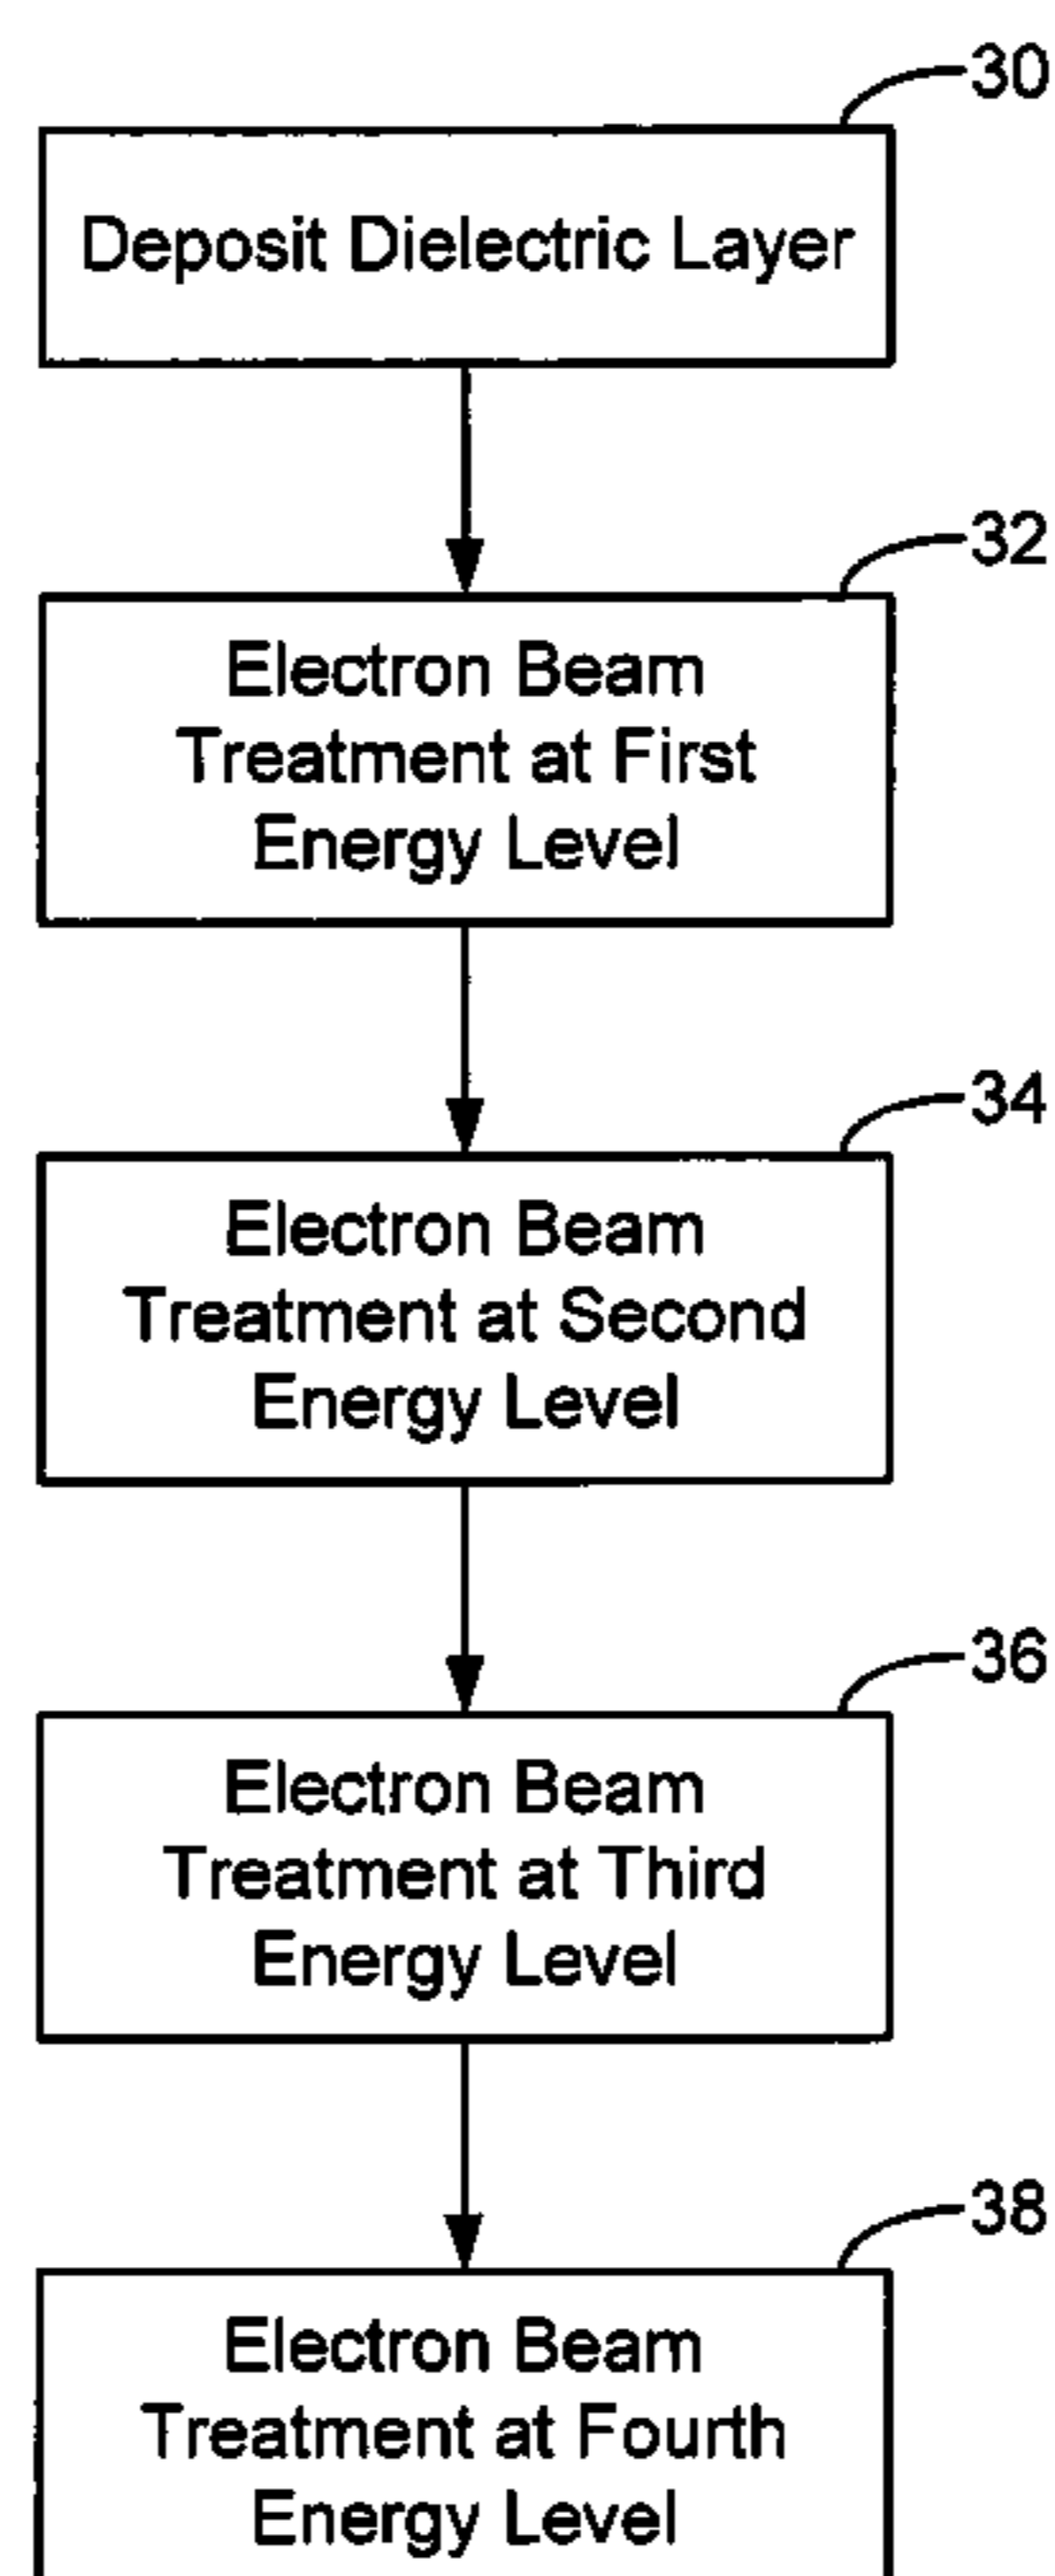 30
Deposit Dielectric Layer
32
Electron Beam
Treatment at First
Energy Level
34
Electron Beam
Treatment at Second
Energy Level
36
Electron Beam
Treatment at Third
Energy Level
38
Electron Beam
Treatment at Fourth
Energy Level